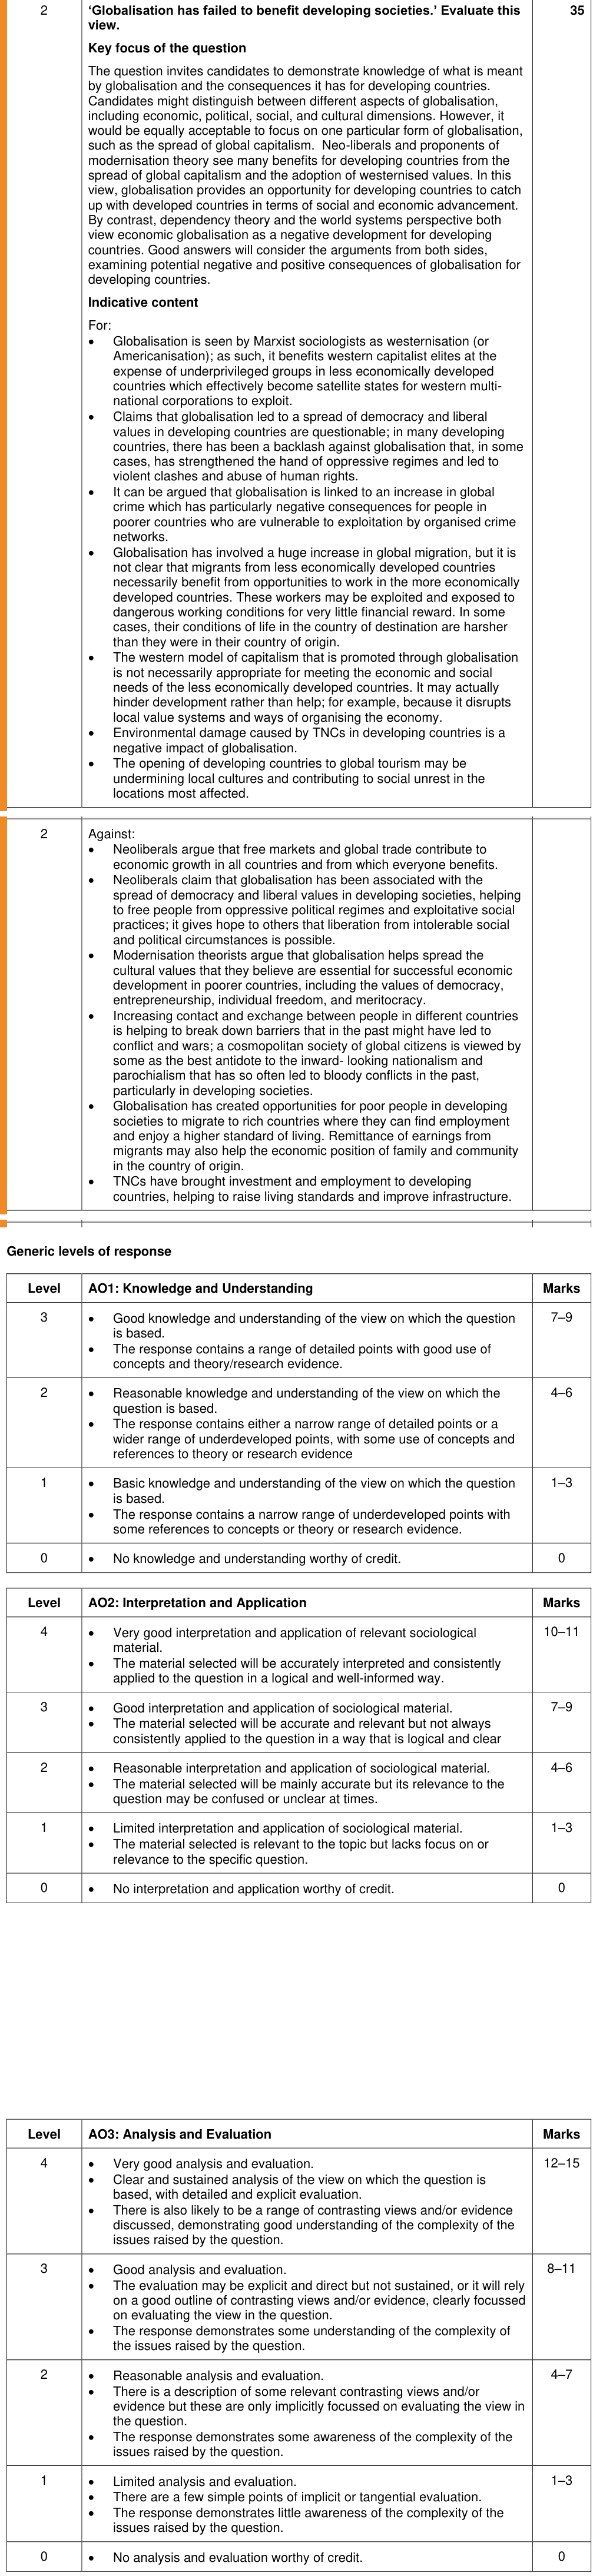 2
‘Globalisation has failed to benefit developing societies.’ Evaluate this
view.
35
Key focus of the question
The question invites candidates to demonstrate knowledge of what is meant
by globalisation and the consequences it has for developing countries.
Candidates might distinguish between different aspects of globalisation,
including economic, political, social, and cultural dimensions. However, it
would be equally acceptable to focus on one particular form of globalisation,
such as the spread of global capitalism.  Neo-liberals and proponents of
modernisation theory see many benefits for developing countries from the
spread of global capitalism and the adoption of westernised values. In this
view, globalisation provides an opportunity for developing countries to catch
up with developed countries in terms of social and economic advancement.
By contrast, dependency theory and the world systems perspective both
view economic globalisation as a negative development for developing
countries. Good answers will consider the arguments from both sides,
examining potential negative and positive consequences of globalisation for
developing countries.
Indicative content
For:
• Globalisation is seen by Marxist sociologists as westernisation (or
Americanisation); as such, it benefits western capitalist elites at the
expense of underprivileged groups in less economically developed
countries which effectively become satellite states for western multi-
national corporations to exploit.
• Claims that globalisation led to a spread of democracy and liberal
values in developing countries are questionable; in many developing
countries, there has been a backlash against globalisation that, in some
cases, has strengthened the hand of oppressive regimes and led to
violent clashes and abuse of human rights.
• It can be argued that globalisation is linked to an increase in global
crime which has particularly negative consequences for people in
poorer countries who are vulnerable to exploitation by organised crime
networks.
• Globalisation has involved a huge increase in global migration, but it is
not clear that migrants from less economically developed countries
necessarily benefit from opportunities to work in the more economically
developed countries. These workers may be exploited and exposed to
dangerous working conditions for very little financial reward. In some
cases, their conditions of life in the country of destination are harsher
than they were in their country of origin.
• The western model of capitalism that is promoted through globalisation
is not necessarily appropriate for meeting the economic and social
needs of the less economically developed countries. It may actually
hinder development rather than help; for example, because it disrupts
local value systems and ways of organising the economy.
• Environmental damage caused by TNCs in developing countries is a
negative impact of globalisation.
• The opening of developing countries to global tourism may be
undermining local cultures and contributing to social unrest in the
locations most affected.
2
Against:
• Neoliberals argue that free markets and global trade contribute to
economic growth in all countries and from which everyone benefits.
• Neoliberals claim that globalisation has been associated with the
spread of democracy and liberal values in developing societies, helping
to free people from oppressive political regimes and exploitative social
practices; it gives hope to others that liberation from intolerable social
and political circumstances is possible.
• Modernisation theorists argue that globalisation helps spread the
cultural values that they believe are essential for successful economic
development in poorer countries, including the values of democracy,
entrepreneurship, individual freedom, and meritocracy.
• Increasing contact and exchange between people in different countries
is helping to break down barriers that in the past might have led to
conflict and wars; a cosmopolitan society of global citizens is viewed by
some as the best antidote to the inward- looking nationalism and
parochialism that has so often led to bloody conflicts in the past,
particularly in developing societies.
• Globalisation has created opportunities for poor people in developing
societies to migrate to rich countries where they can find employment
and enjoy a higher standard of living. Remittance of earnings from
migrants may also help the economic position of family and community
in the country of origin.
• TNCs have brought investment and employment to developing
countries, helping to raise living standards and improve infrastructure.
Generic levels of response
Level AO1: Knowledge and Understanding Marks
3 • Good knowledge and understanding of the view on which the question 7–9
is based.
• The response contains a range of detailed points with good use of
concepts and theory/research evidence.
2 • Reasonable knowledge and understanding of the view on which the 4–6
question is based.
• The response contains either a narrow range of detailed points or a
wider range of underdeveloped points, with some use of concepts and
references to theory or research evidence
1 • Basic knowledge and understanding of the view on which the question 1–3
is based.
• The response contains a narrow range of underdeveloped points with
some references to concepts or theory or research evidence.
0 • No knowledge and understanding worthy of credit. 0
Level AO2: Interpretation and Application Marks
4 • Very good interpretation and application of relevant sociological 10–11
material.
• The material selected will be accurately interpreted and consistently
applied to the question in a logical and well-informed way.
3 • Good interpretation and application of sociological material. 7–9
• The material selected will be accurate and relevant but not always
consistently applied to the question in a way that is logical and clear
2 • Reasonable interpretation and application of sociological material. 4–6
• The material selected will be mainly accurate but its relevance to the
question may be confused or unclear at times.
1 • Limited interpretation and application of sociological material. 1–3
• The material selected is relevant to the topic but lacks focus on or
relevance to the specific question.
0 • No interpretation and application worthy of credit. 0
Level AO3: Analysis and Evaluation Marks
4 • Very good analysis and evaluation. 12–15
• Clear and sustained analysis of the view on which the question is
based, with detailed and explicit evaluation.
• There is also likely to be a range of contrasting views and/or evidence
discussed, demonstrating good understanding of the complexity of the
issues raised by the question.
3 • Good analysis and evaluation. 8–11
• The evaluation may be explicit and direct but not sustained, or it will rely
on a good outline of contrasting views and/or evidence, clearly focussed
on evaluating the view in the question.
• The response demonstrates some understanding of the complexity of
the issues raised by the question.
2 • Reasonable analysis and evaluation. 4–7
• There is a description of some relevant contrasting views and/or
evidence but these are only implicitly focussed on evaluating the view in
the question.
• The response demonstrates some awareness of the complexity of the
issues raised by the question.
1 • Limited analysis and evaluation. 1–3
• There are a few simple points of implicit or tangential evaluation.
• The response demonstrates little awareness of the complexity of the
issues raised by the question.
0 • No analysis and evaluation worthy of credit. 0